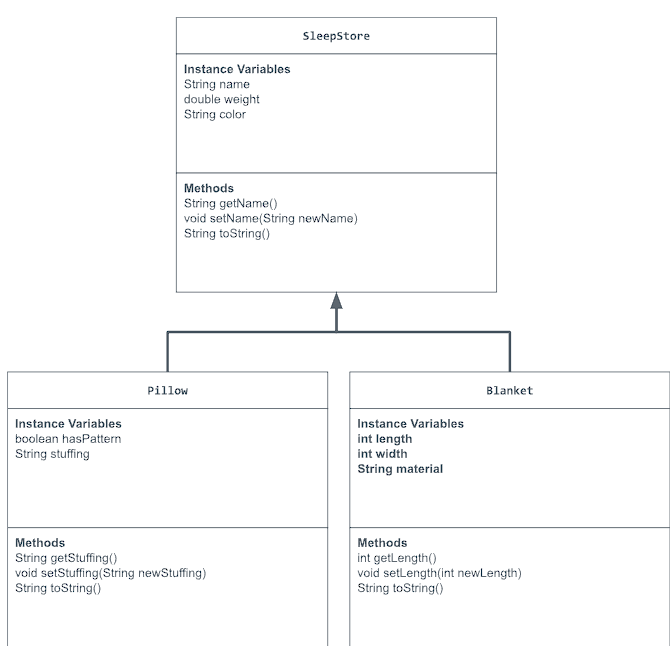 SleepStore
Instance Variables
String name
double weight
String color
Methods
String getName()
void setName(String newName)
String toString()
Pillow
Instance Variables
boolean hasPattern
String stuffing
Methods
String getStuffing()
void setStuffing(String newStuffing)
String toString()
Blanket
Instance Variables
int length
int width
String material
Methods
int getLength()
void setLength(int newLength)
String toString()